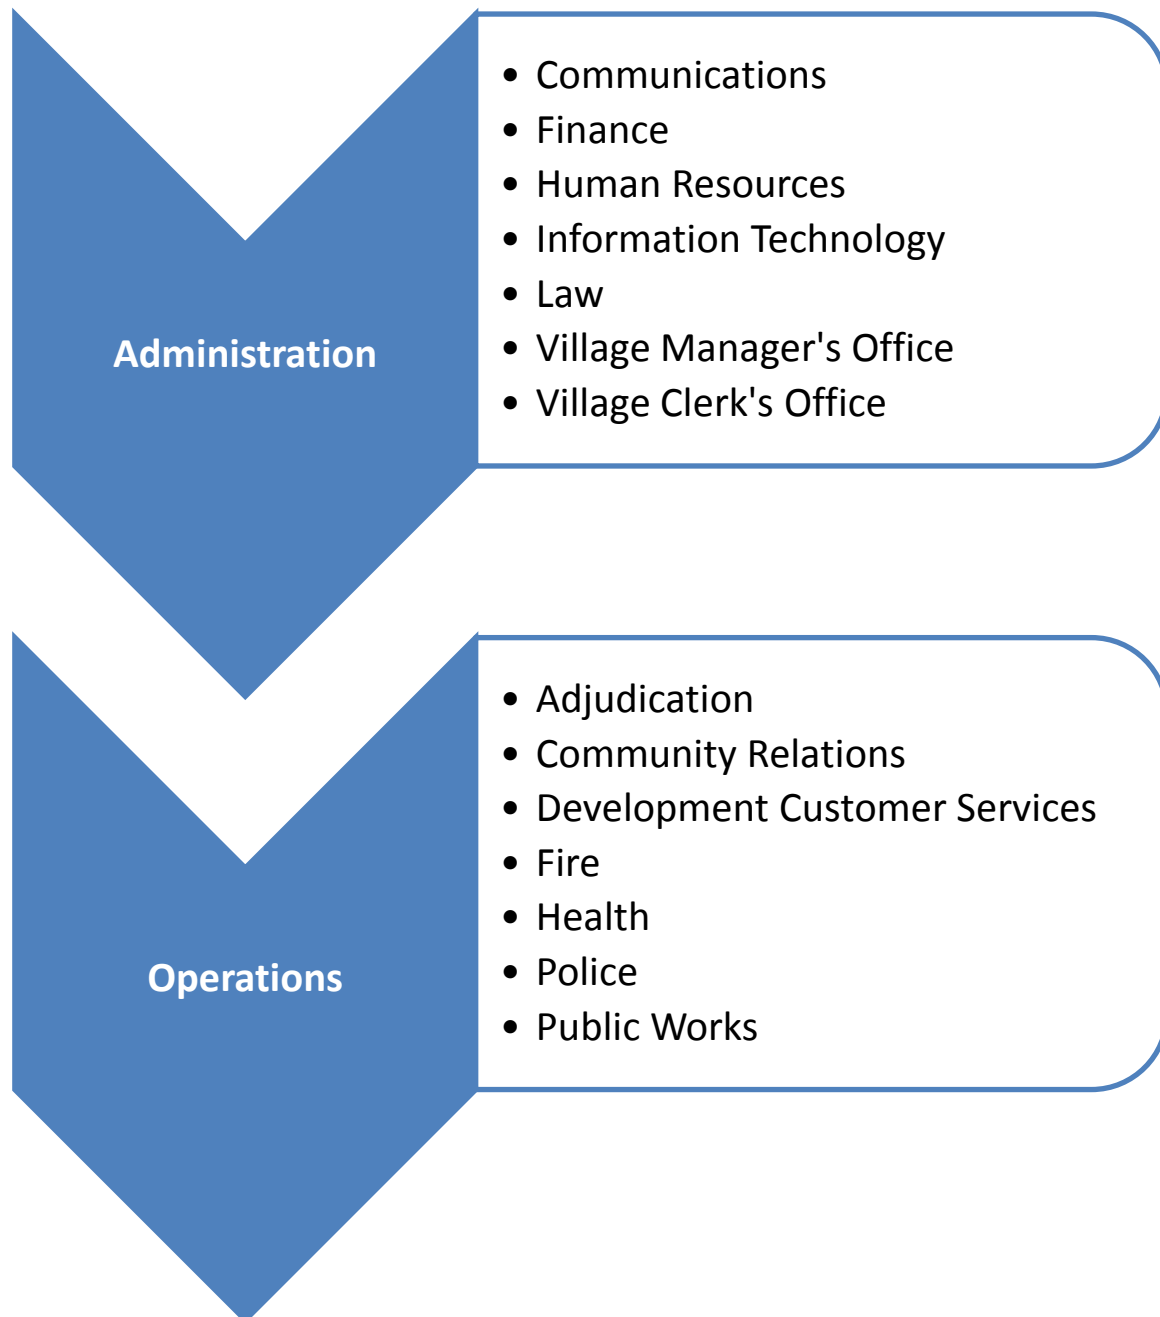 Administration
• Communications
• Finance
• Human Resources
• Information Technology
• Law
• Village Manager's Office
• Village Clerk's Office
Operations
• Adjudication
• Community Relations
• Development Customer Services
• Fire
• Health
• Police
• Public Works